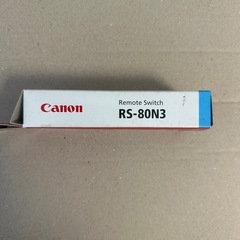 Canon
Remote Switch
RS-80N3